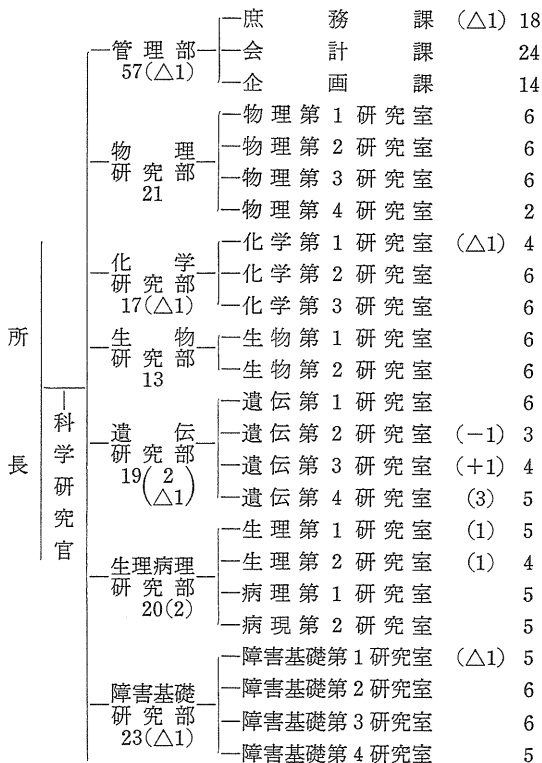 所長
科学研究官
管理部
57(△1)
庶務課 (△1) 18
会計課 24
企画課 14
物理研究部
21
物理第1研究室 6
物理第2研究室 6
物理第3研究室 6
物理第4研究室 2
化学研究部
17(△1)
化学第1研究室 (△1) 4
化学第2研究室 6
化学第3研究室 6
生物研究部
13
生物第1研究室 6
生物第2研究室 6
遺伝研究部
19(2 △1)
遺伝第1研究室 6
遺伝第2研究室 (-1) 3
遺伝第3研究室 (+1) 4
遺伝第4研究室 (3) 5
生理病理研究部
20(2)
生理第1研究室 (1) 5
生理第2研究室 (1) 4
病理第1研究室 5
病現第2研究室 5
障害基礎研究部
23(△1)
障害基礎第1研究室 (△1) 5
障害基礎第2研究室 6
障害基礎第3研究室 6
障害基礎第4研究室 5